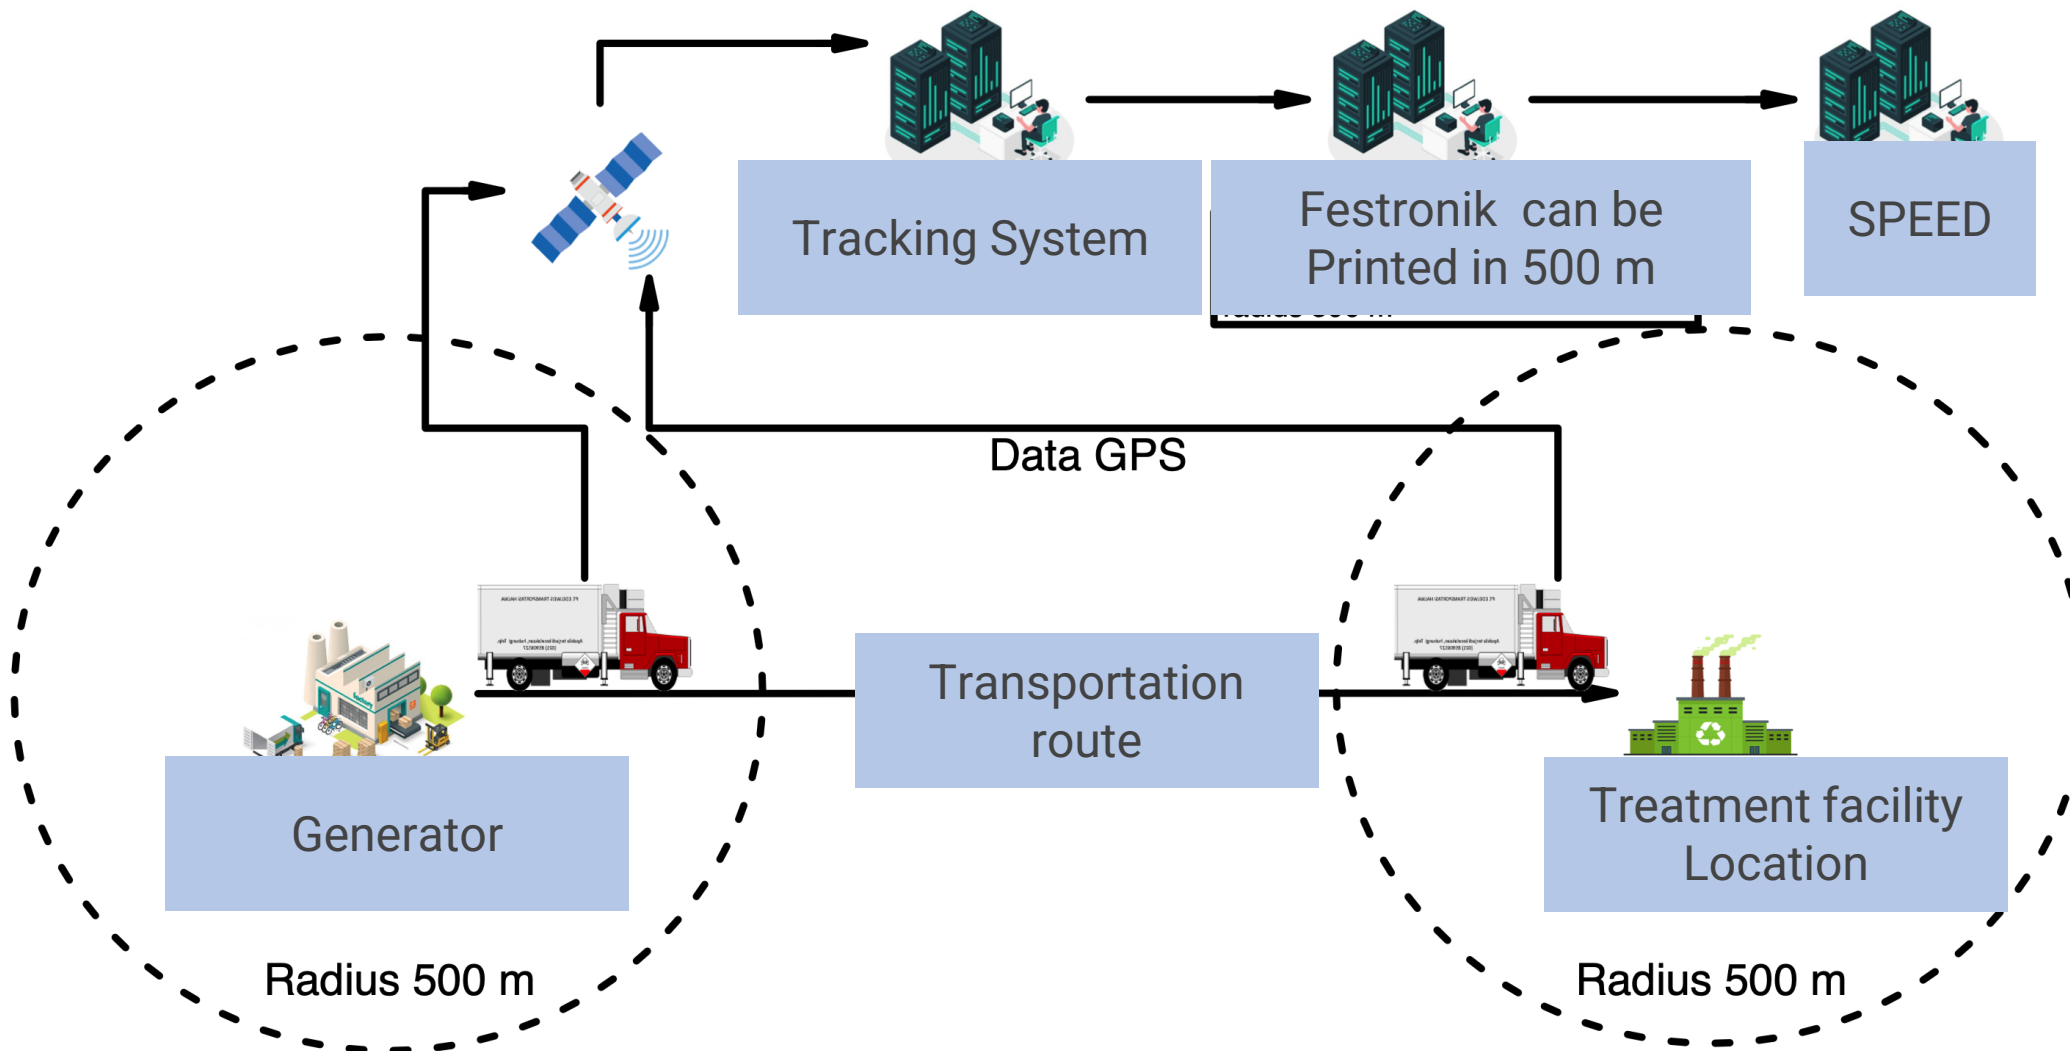 Tracking System
Festronik can be
Printed in 500 m
SPEED
Data GPS
Transportation
route
Generator
Treatment facility
Location
Radius 500 m
Radius 500 m